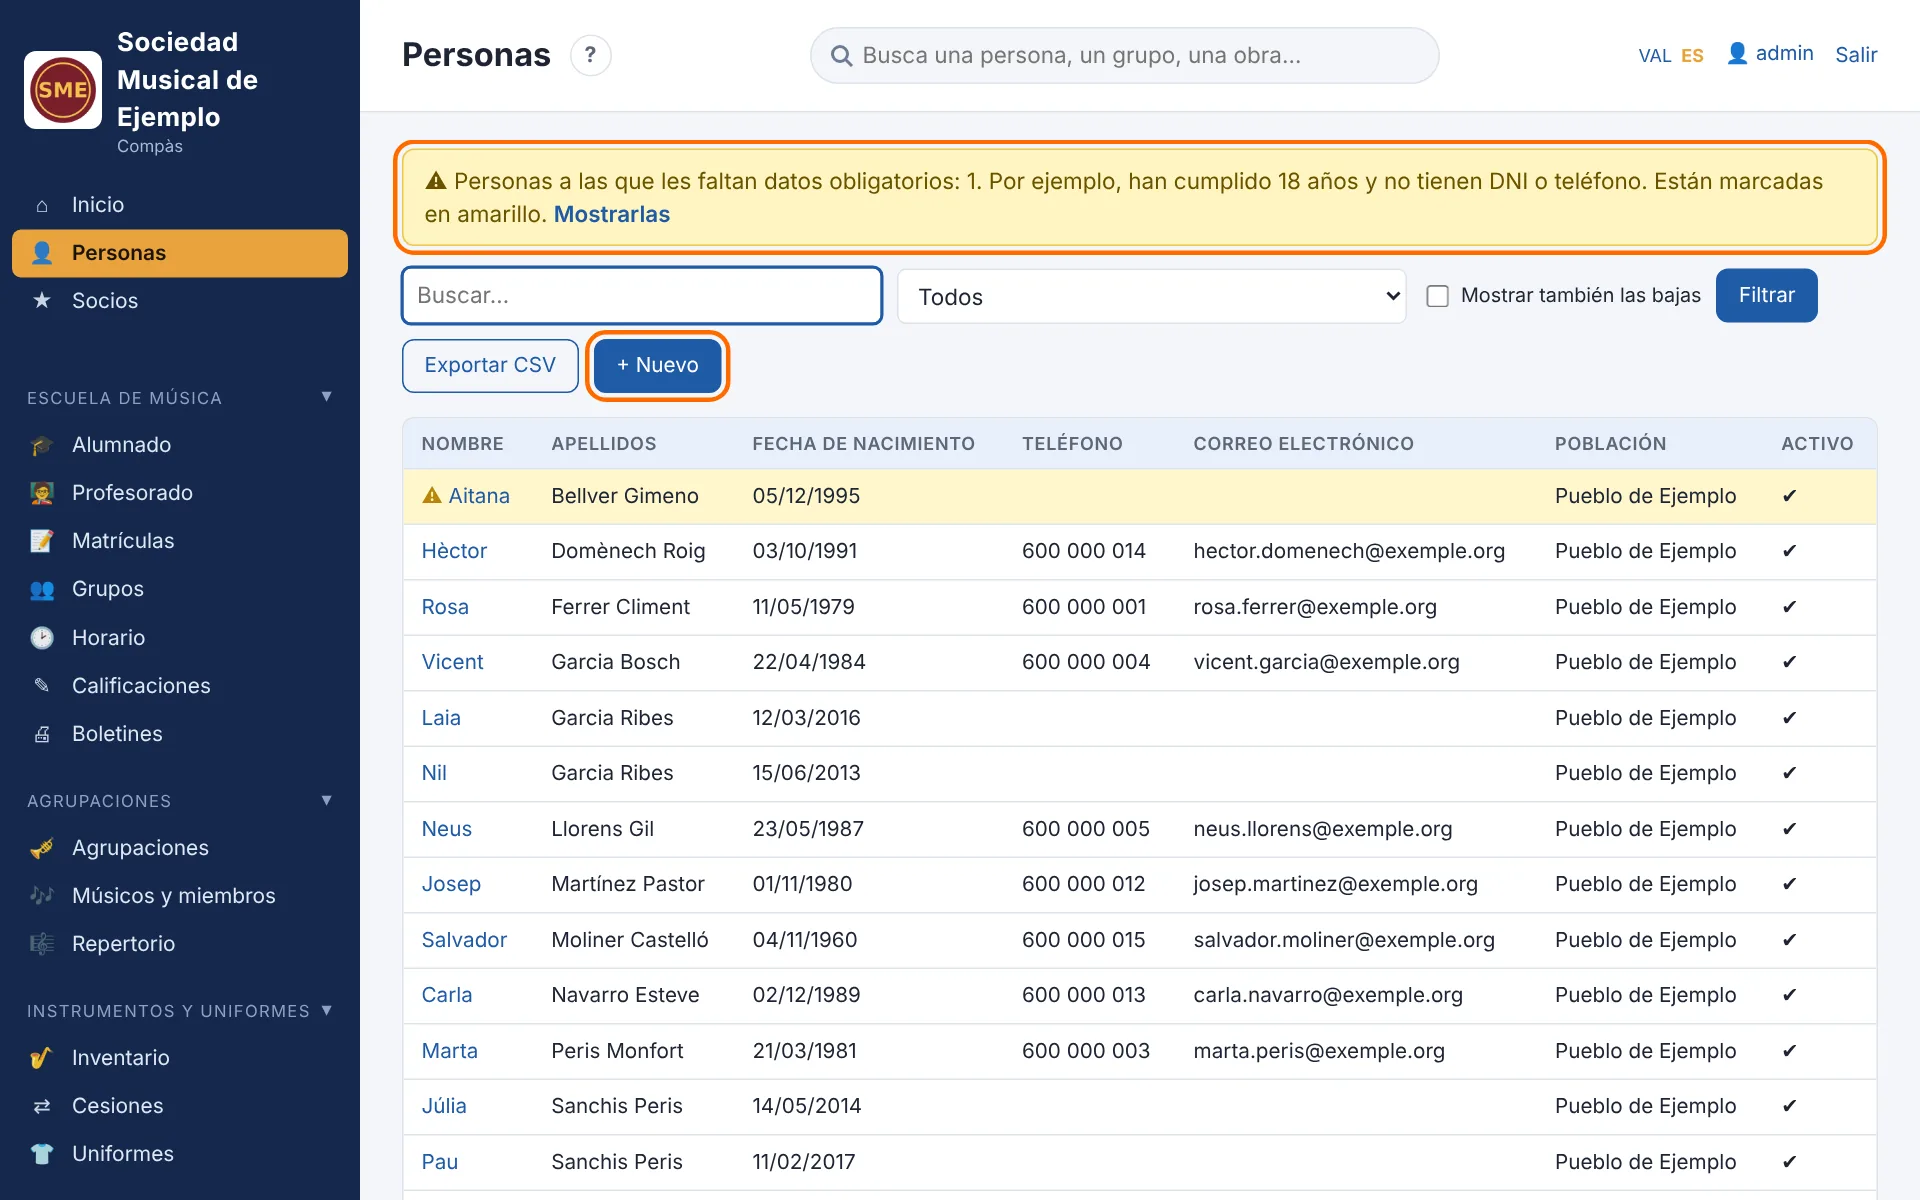 Sociedad
Musical de
Ejemplo
Compàs
SME
Inicio
Personas
Socios
ESCUELA DE MÚSICA ▼
Alumnado
Profesorado
Matrículas
Grupos
Horario
Calificaciones
Boletines
AGRUPACIONES ▼
Agrupaciones
Músicos y miembros
Repertorio
INSTRUMENTOS Y UNIFORMES ▼
Inventario
Cesiones
Uniformes
Personas ?
Busca una persona, un grupo, una obra...
VAL ES admin Salir
⚠ Personas a las que les faltan datos obligatorios: 1. Por ejemplo, han cumplido 18 años y no tienen DNI o teléfono. Están marcadas
en amarillo. Mostrarlas
Buscar... Todos Mostrar también las bajas Filtrar
Exportar CSV + Nuevo
NOMBRE APELLIDOS FECHA DE NACIMIENTO TELÉFONO CORREO ELECTRÓNICO POBLACIÓN ACTIVO
⚠ Aitana Bellver Gimeno 05/12/1995 Pueblo de Ejemplo ✔
Hèctor Domènech Roig 03/10/1991 600 000 014 hector.domenech@exemple.org Pueblo de Ejemplo ✔
Rosa Ferrer Climent 11/05/1979 600 000 001 rosa.ferrer@exemple.org Pueblo de Ejemplo ✔
Vicent Garcia Bosch 22/04/1984 600 000 004 vicent.garcia@exemple.org Pueblo de Ejemplo ✔
Laia Garcia Ribes 12/03/2016 Pueblo de Ejemplo ✔
Nil Garcia Ribes 15/06/2013 Pueblo de Ejemplo ✔
Neus Llorens Gil 23/05/1987 600 000 005 neus.llorens@exemple.org Pueblo de Ejemplo ✔
Josep Martínez Pastor 01/11/1980 600 000 012 josep.martinez@exemple.org Pueblo de Ejemplo ✔
Salvador Moliner Castelló 04/11/1960 600 000 015 salvador.moliner@exemple.org Pueblo de Ejemplo ✔
Carla Navarro Esteve 02/12/1989 600 000 013 carla.navarro@exemple.org Pueblo de Ejemplo ✔
Marta Peris Monfort 21/03/1981 600 000 003 marta.peris@exemple.org Pueblo de Ejemplo ✔
Júlia Sanchis Peris 14/05/2014 Pueblo de Ejemplo ✔
Pau Sanchis Peris 11/02/2017 Pueblo de Ejemplo ✔